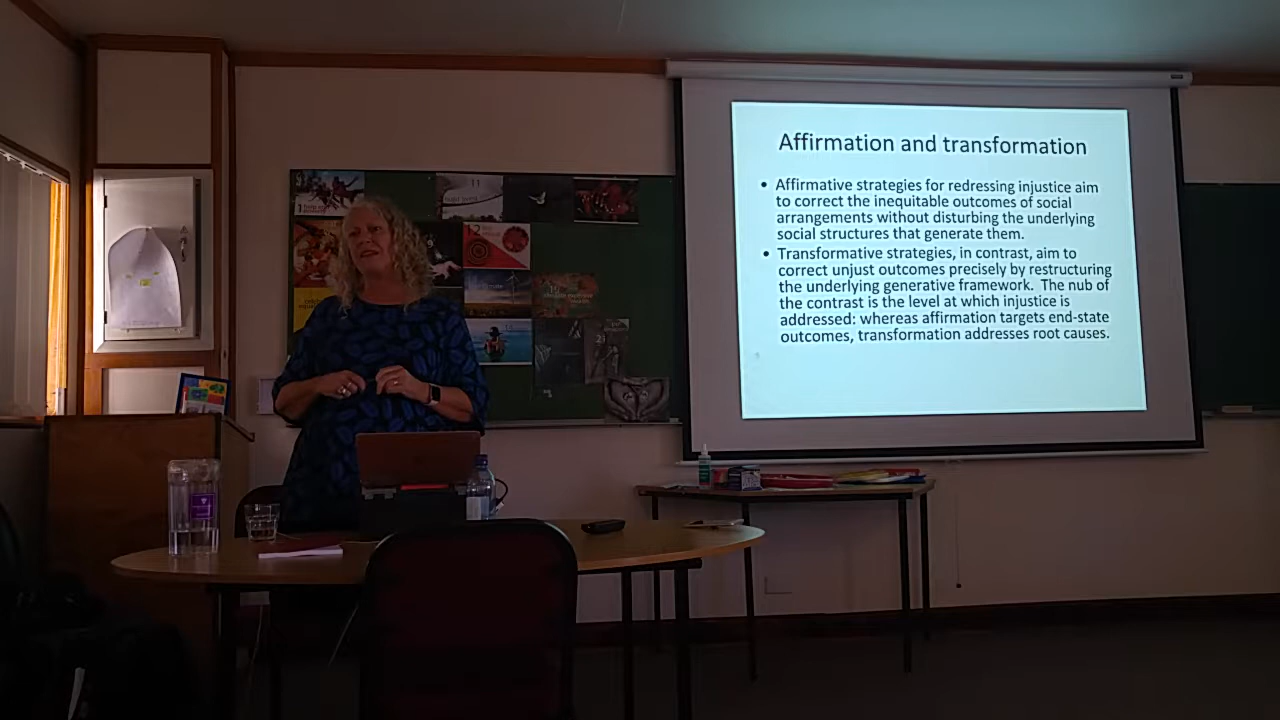 Affirmation and transformation
• Affirmative strategies for redressing injustice aim
to correct the inequitable outcomes of social
arrangements without disturbing the underlying
social structures that generate them.
• Transformative strategies, in contrast, aim to
correct unjust outcomes precisely by restructuring
the underlying generative framework. The nub of
the contrast is the level at which injustice is
addressed: whereas affirmation targets end-state
outcomes, transformation addresses root causes.
11
12